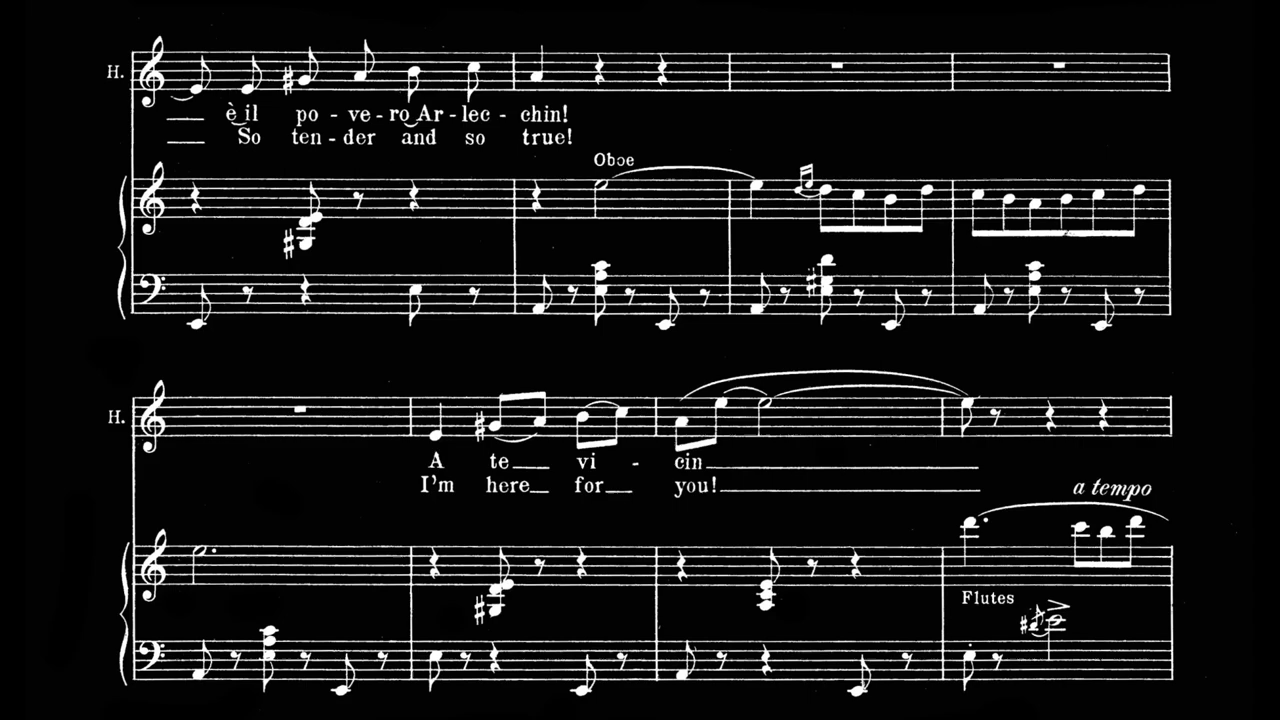 H.
è il po - ve - ro Ar - lec - chin!
So ten - der and so true!
Oboe
H.
A te vi - cin
I'm here for you!
a tempo
Flutes